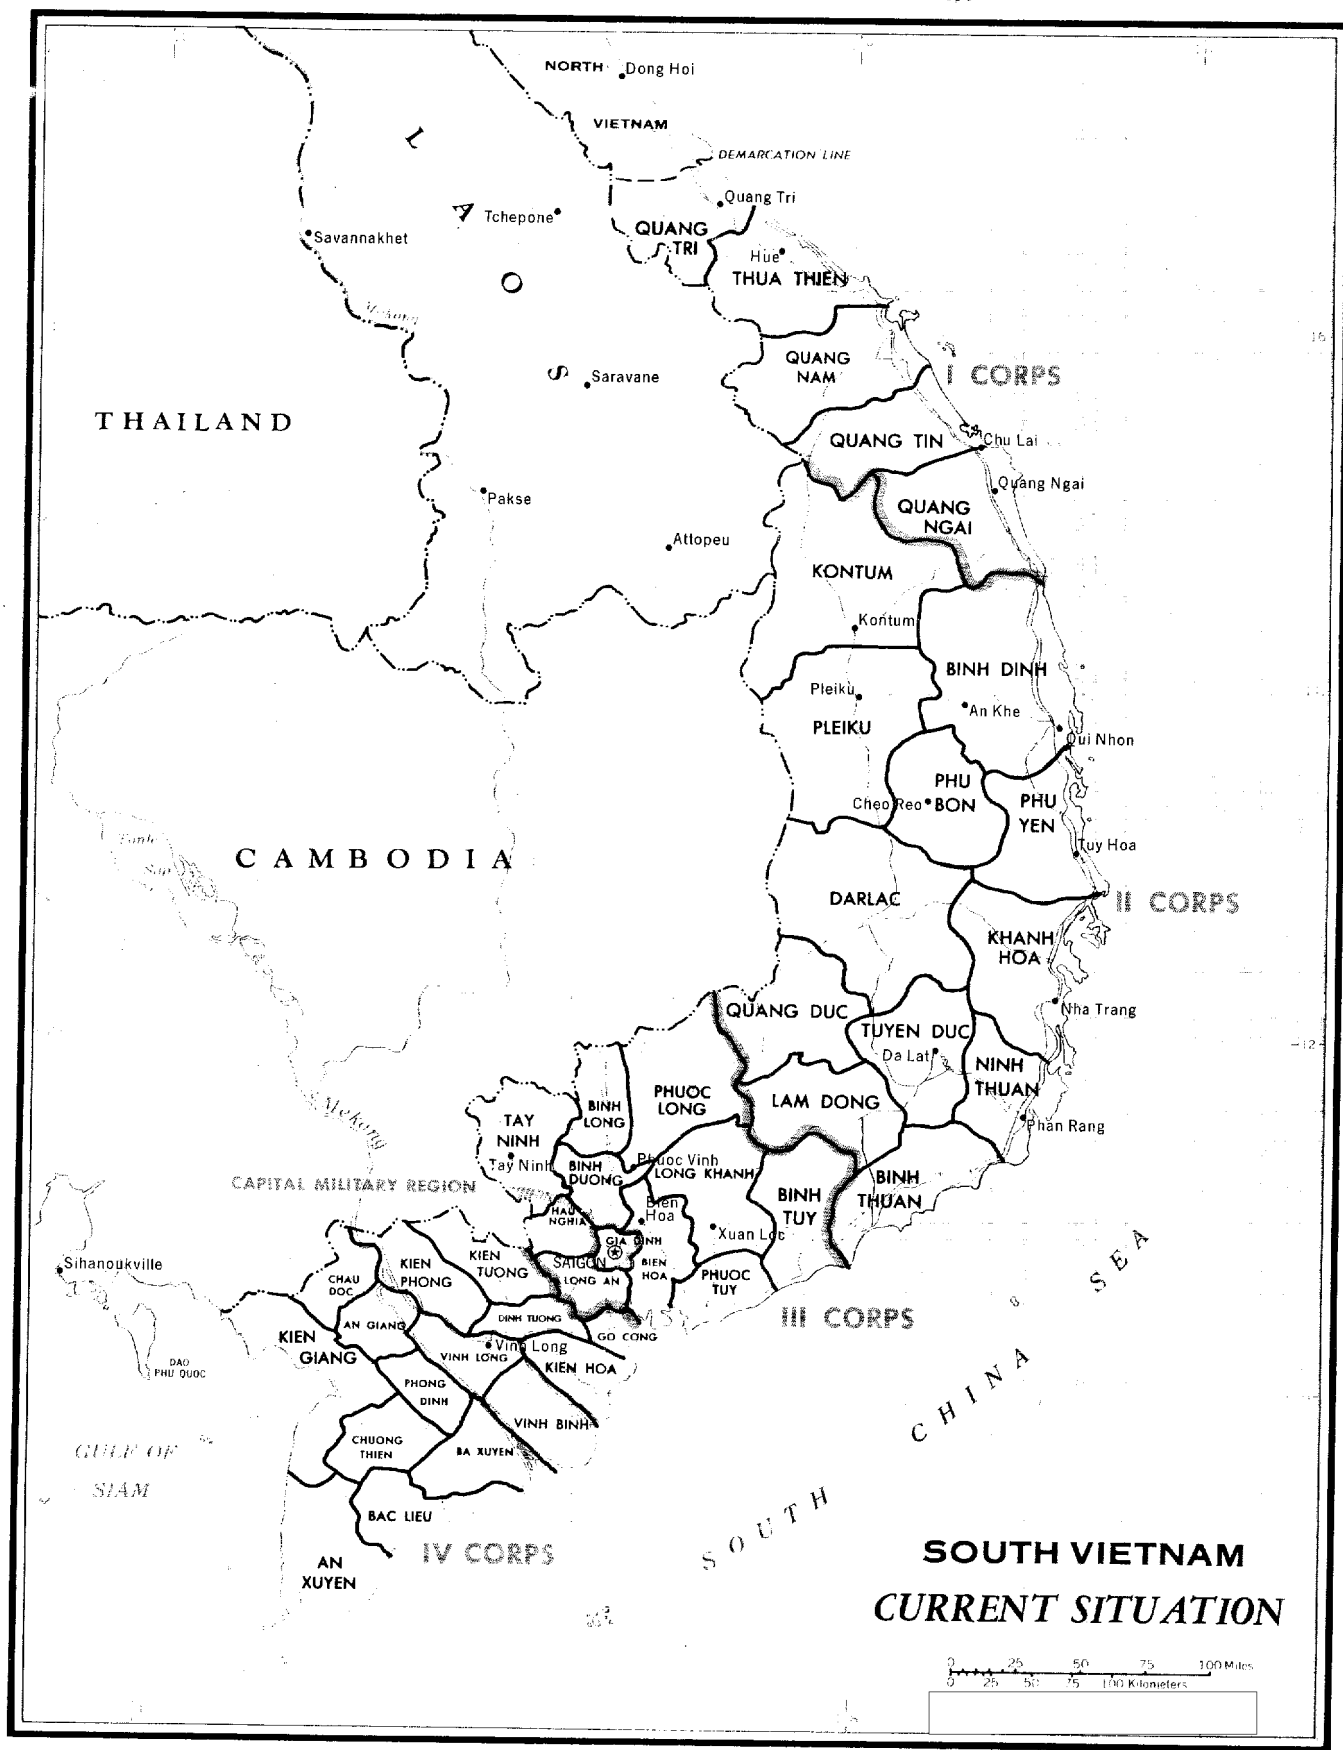 NORTH
Dong Hoi
VIETNAM
DEMARCATION LINE
L
A
O
S
Quang Tri
Tchepone
QUANG
TRI
Savannakhet
Hue
THUA THIEN
Mekong
16
QUANG
NAM
I CORPS
Saravane
THAILAND
QUANG TIN
Chu Lai
Pakse
Quang Ngai
QUANG
NGAI
Attopeu
KONTUM
Kontum
BINH DINH
Pleiku
An Khe
PLEIKU
Qui Nhon
PHU
BON
Cheo Reo
PHU
YEN
Tonle
Sap
CAMBODIA
Tuy Hoa
DARLAC
II CORPS
KHANH
HOA
QUANG DUC
Nha Trang
TUYEN DUC
Da Lat
12
NINH
THUAN
PHUOC
LONG
LAM DONG
BINH
LONG
Mekong
TAY
NINH
Phan Rang
Tay Ninh
BINH
DUONG
Phuoc Vinh
LONG KHANH
BINH
THUAN
CAPITAL MILITARY REGION
BINH
TUY
HAU
NGHIA
Bien
Hoa
Xuan Loc
GIA DINH
SAIGON
Sihanoukville
KIEN
PHONG
KIEN
TUONG
LONG AN
BIEN
HOA
PHUOC
TUY
CHAU
DOC
III CORPS
DINH TUONG
AN GIANG
GO CONG
KIEN
GIANG
Vinh Long
VINH LONG
KIEN HOA
DAO
PHU QUOC
PHONG
DINH
VINH BINH
CHUONG
THIEN
BA XUYEN
GULF OF
SIAM
BAC LIEU
IV CORPS
AN
XUYEN
SOUTH CHINA SEA
SOUTH VIETNAM
CURRENT SITUATION
0 25 50 75 100 Miles
0 25 50 75 100 Kilometers